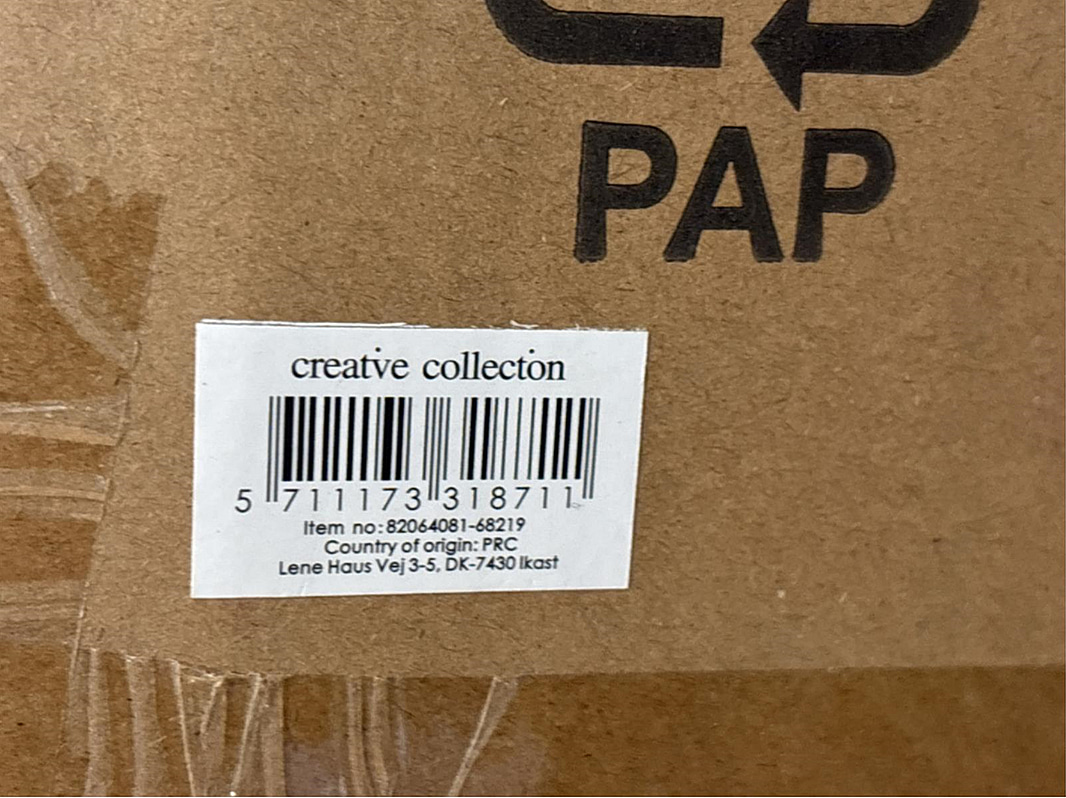 PAP
creatve collecton
5 711173 318711
Item no: 82064081-68219
Country of origin: PRC
Lene Haus Vej 3-5, DK-7430 Ikast